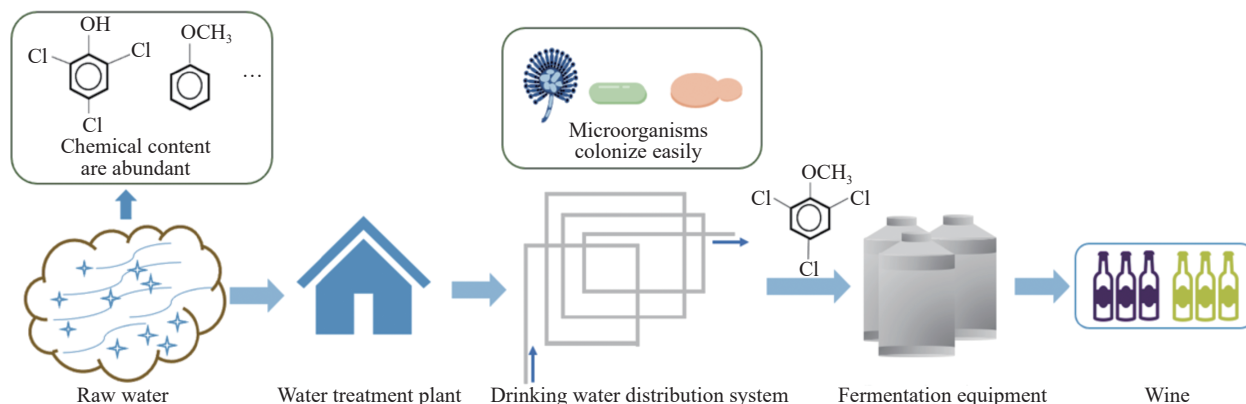 OH
Cl
Cl
Cl
OCH₃
...
Chemical content
are abundant
Microorganisms
colonize easily
OCH₃
Cl
Cl
Cl
Raw water
Water treatment plant
Drinking water distribution system
Fermentation equipment
Wine